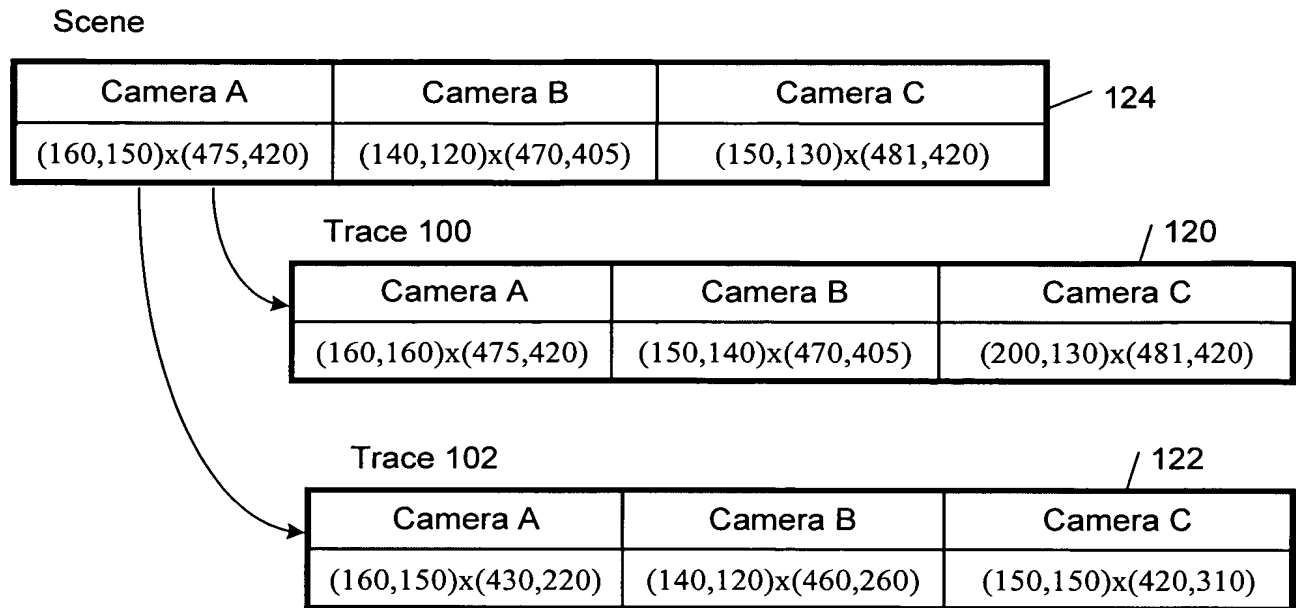 Scene
Camera A Camera B Camera C 124
(160,150)x(475,420) (140,120)x(470,405) (150,130)x(481,420)
Trace 100 120
Camera A Camera B Camera C
(160,160)x(475,420) (150,140)x(470,405) (200,130)x(481,420)
Trace 102 122
Camera A Camera B Camera C
(160,150)x(430,220) (140,120)x(460,260) (150,150)x(420,310)